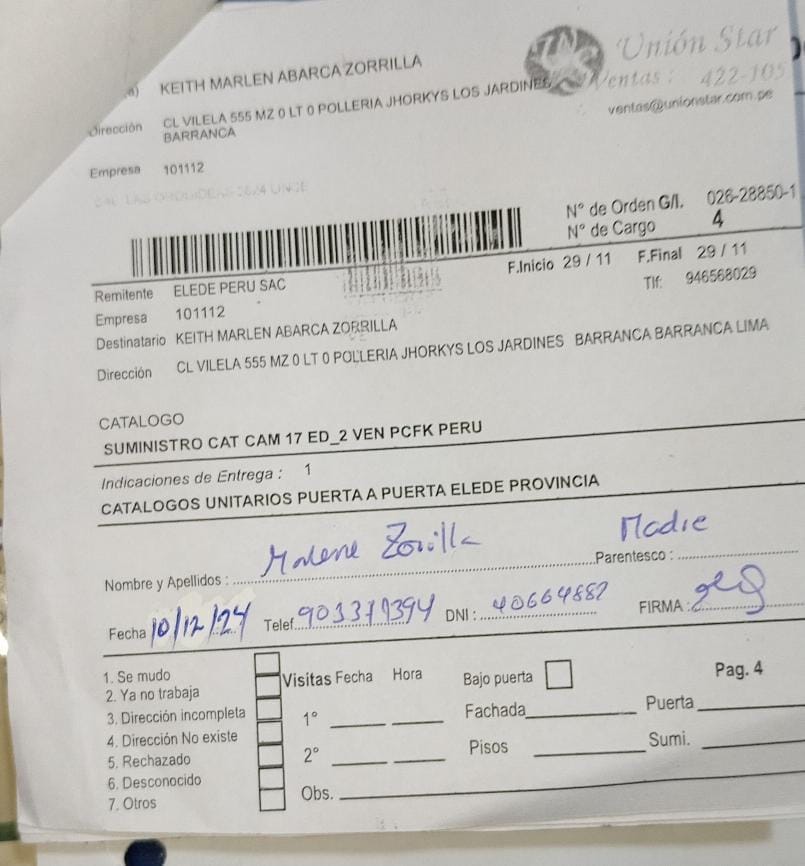 a) KEITH MARLEN ABARCA ZORRILLA
Unión Star
Ventas : 422-105
ventas@unionstar.com.pe
Dirección CL VILELA 555 MZ 0 LT 0 POLLERIA JHORKYS LOS JARDINES
BARRANCA
Empresa 101112
N° de Orden G/I. 026-28850-1
N° de Cargo 4
F.Inicio 29 / 11 F.Final 29 / 11
Remitente ELEDE PERU SAC
Tlf: 946568029
Empresa 101112
Destinatario KEITH MARLEN ABARCA ZORRILLA
Dirección CL VILELA 555 MZ 0 LT 0 POLLERIA JHORKYS LOS JARDINES BARRANCA BARRANCA LIMA
CATALOGO
SUMINISTRO CAT CAM 17 ED_2 VEN PCFK PERU
Indicaciones de Entrega : 1
CATALOGOS UNITARIOS PUERTA A PUERTA ELEDE PROVINCIA
Nombre y Apellidos : Malene Zorilla Parentesco : Madre
Fecha 10/12/24 Telef. DNI : 40664887 FIRMA :
1. Se mudo
2. Ya no trabaja
3. Dirección incompleta
4. Dirección No existe
5. Rechazado
6. Desconocido
7. Otros
Visitas Fecha Hora Bajo puerta Pag. 4
1° Fachada Puerta
2° Pisos Sumi.
Obs.